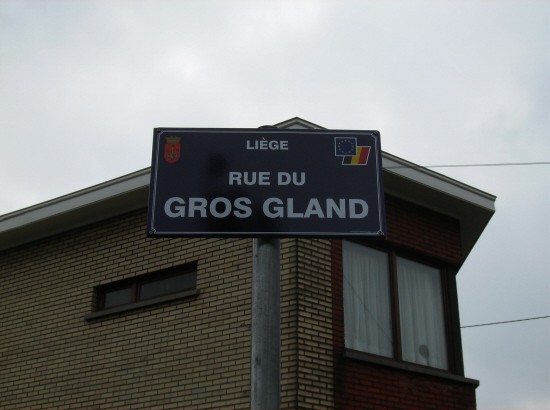 LIÈGE
RUE DU
GROS GLAND